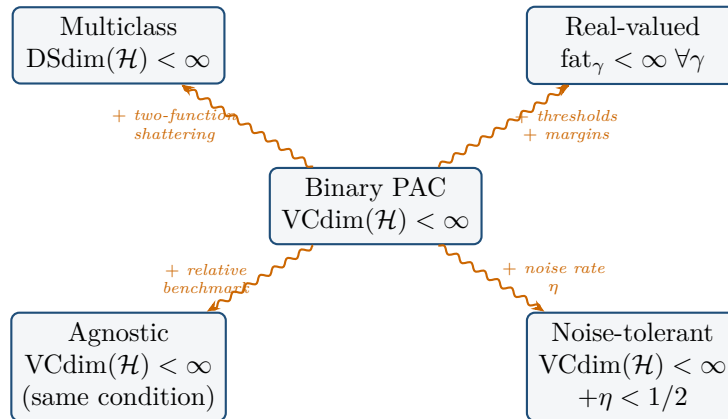 Multiclass
DSdim(ℋ) < ∞
Real-valued
fat_γ < ∞ ∀γ
+ two-function
shattering
+ thresholds
+ margins
Binary PAC
VCdim(ℋ) < ∞
+ relative
benchmark
+ noise rate
η
Agnostic
VCdim(ℋ) < ∞
(same condition)
Noise-tolerant
VCdim(ℋ) < ∞
+η < 1/2